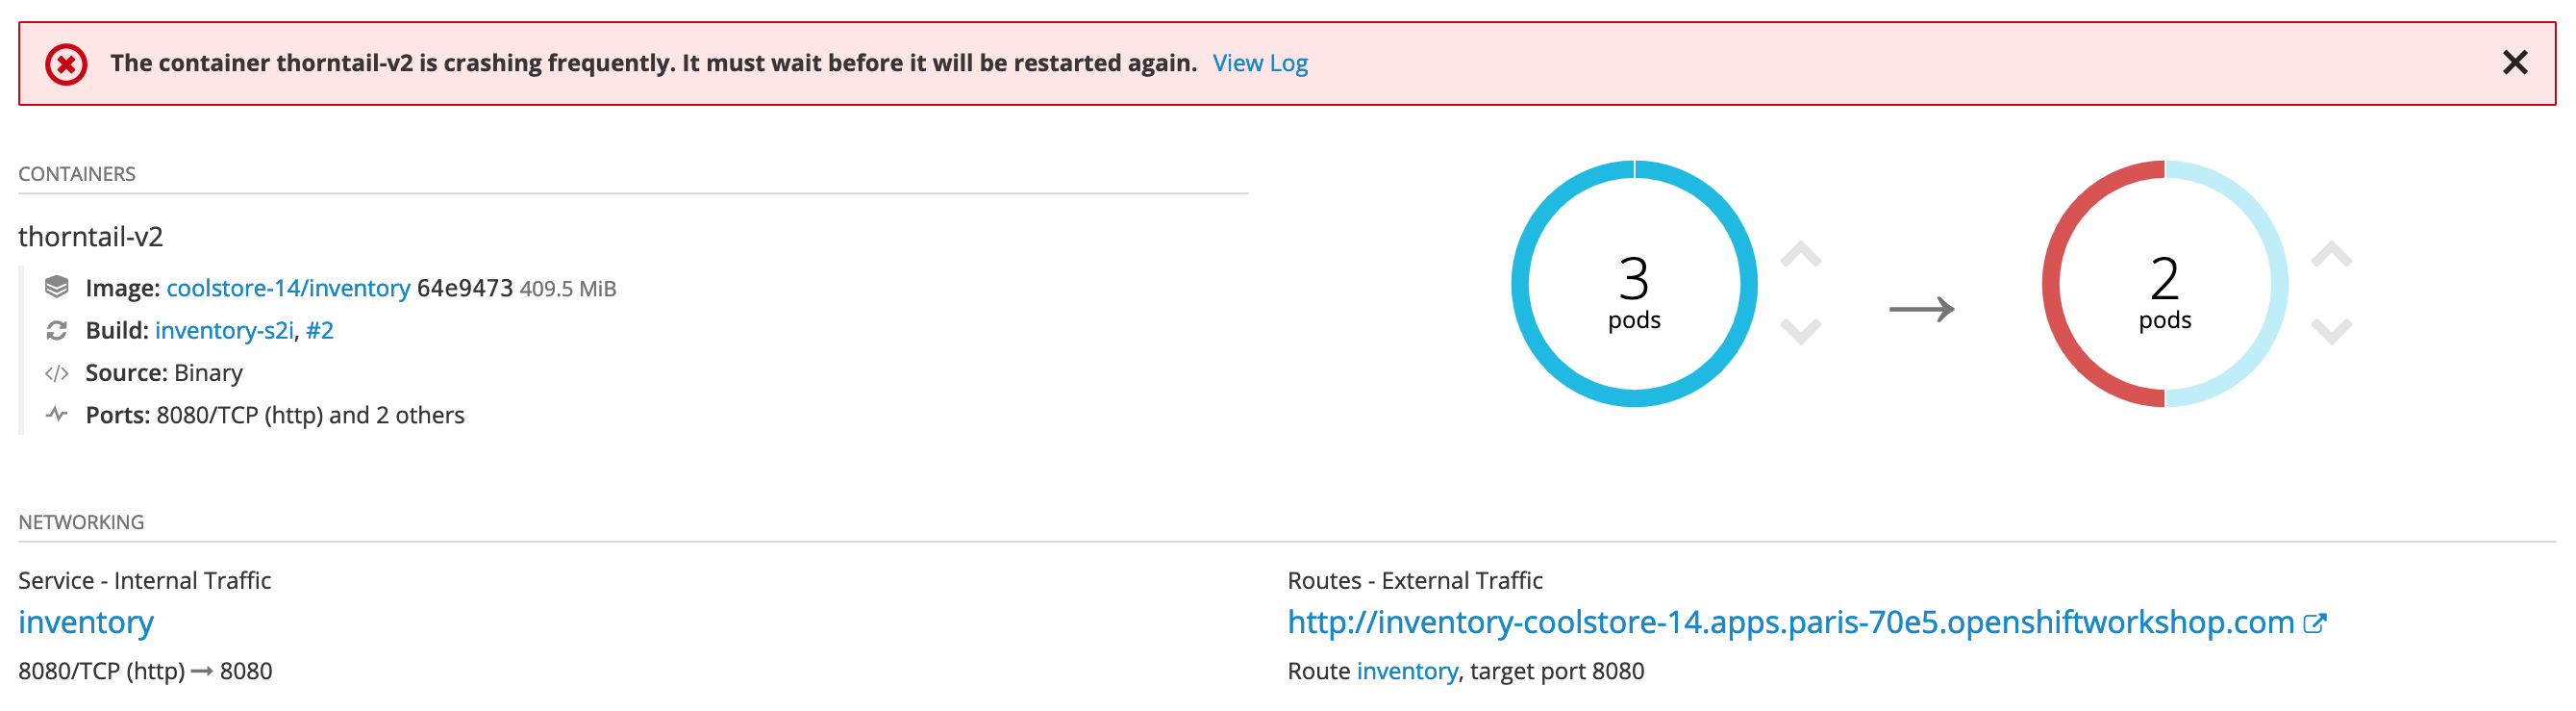 The container thorntail-v2 is crashing frequently. It must wait before it will be restarted again. View Log
CONTAINERS
thorntail-v2
Image: coolstore-14/inventory 64e9473 409.5 MiB
Build: inventory-s2i, #2
Source: Binary
Ports: 8080/TCP (http) and 2 others
3
pods
2
pods
NETWORKING
Service - Internal Traffic
inventory
8080/TCP (http) → 8080
Routes - External Traffic
http://inventory-coolstore-14.apps.paris-70e5.openshiftworkshop.com
Route inventory, target port 8080